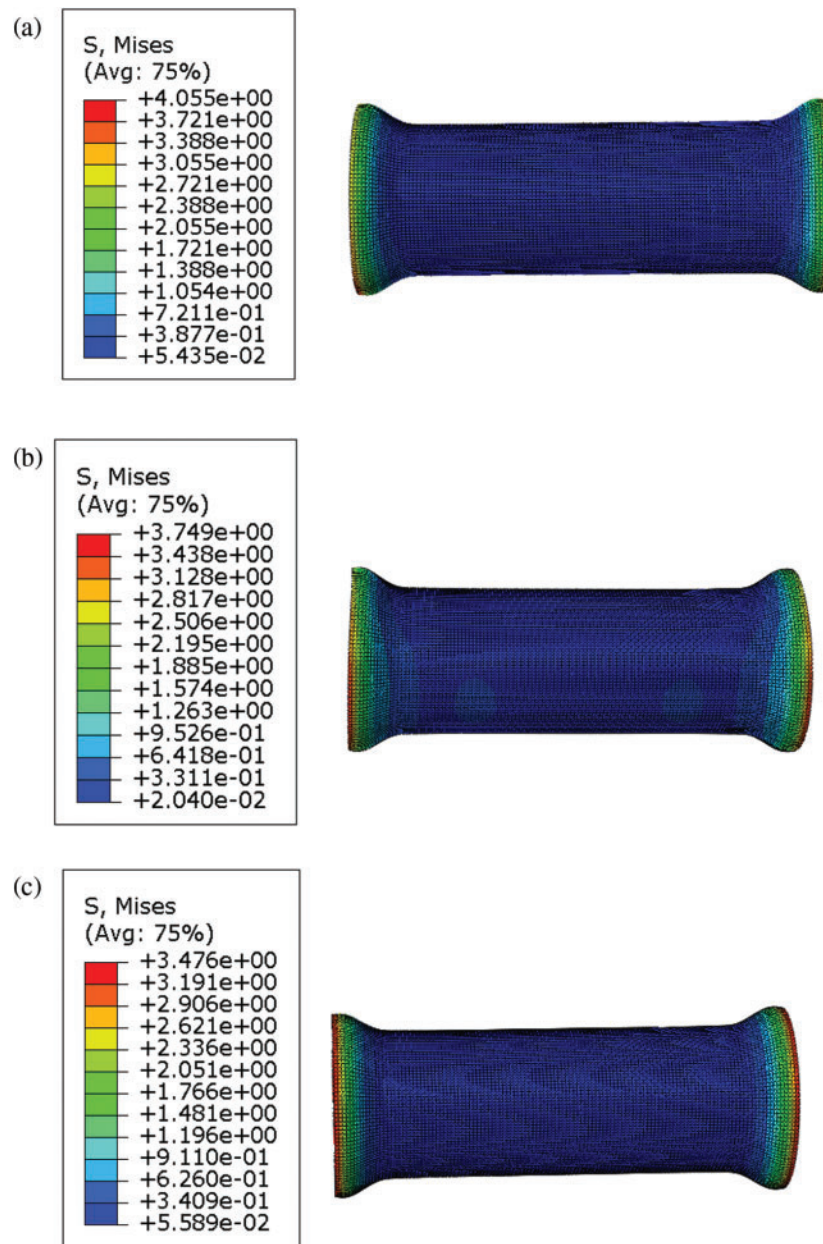 (a)
S, Mises
(Avg: 75%)
+4.055e+00
+3.721e+00
+3.388e+00
+3.055e+00
+2.721e+00
+2.388e+00
+2.055e+00
+1.721e+00
+1.388e+00
+1.054e+00
+7.211e-01
+3.877e-01
+5.435e-02
(b)
S, Mises
(Avg: 75%)
+3.749e+00
+3.438e+00
+3.128e+00
+2.817e+00
+2.506e+00
+2.195e+00
+1.885e+00
+1.574e+00
+1.263e+00
+9.526e-01
+6.418e-01
+3.311e-01
+2.040e-02
(c)
S, Mises
(Avg: 75%)
+3.476e+00
+3.191e+00
+2.906e+00
+2.621e+00
+2.336e+00
+2.051e+00
+1.766e+00
+1.481e+00
+1.196e+00
+9.110e-01
+6.260e-01
+3.409e-01
+5.589e-02